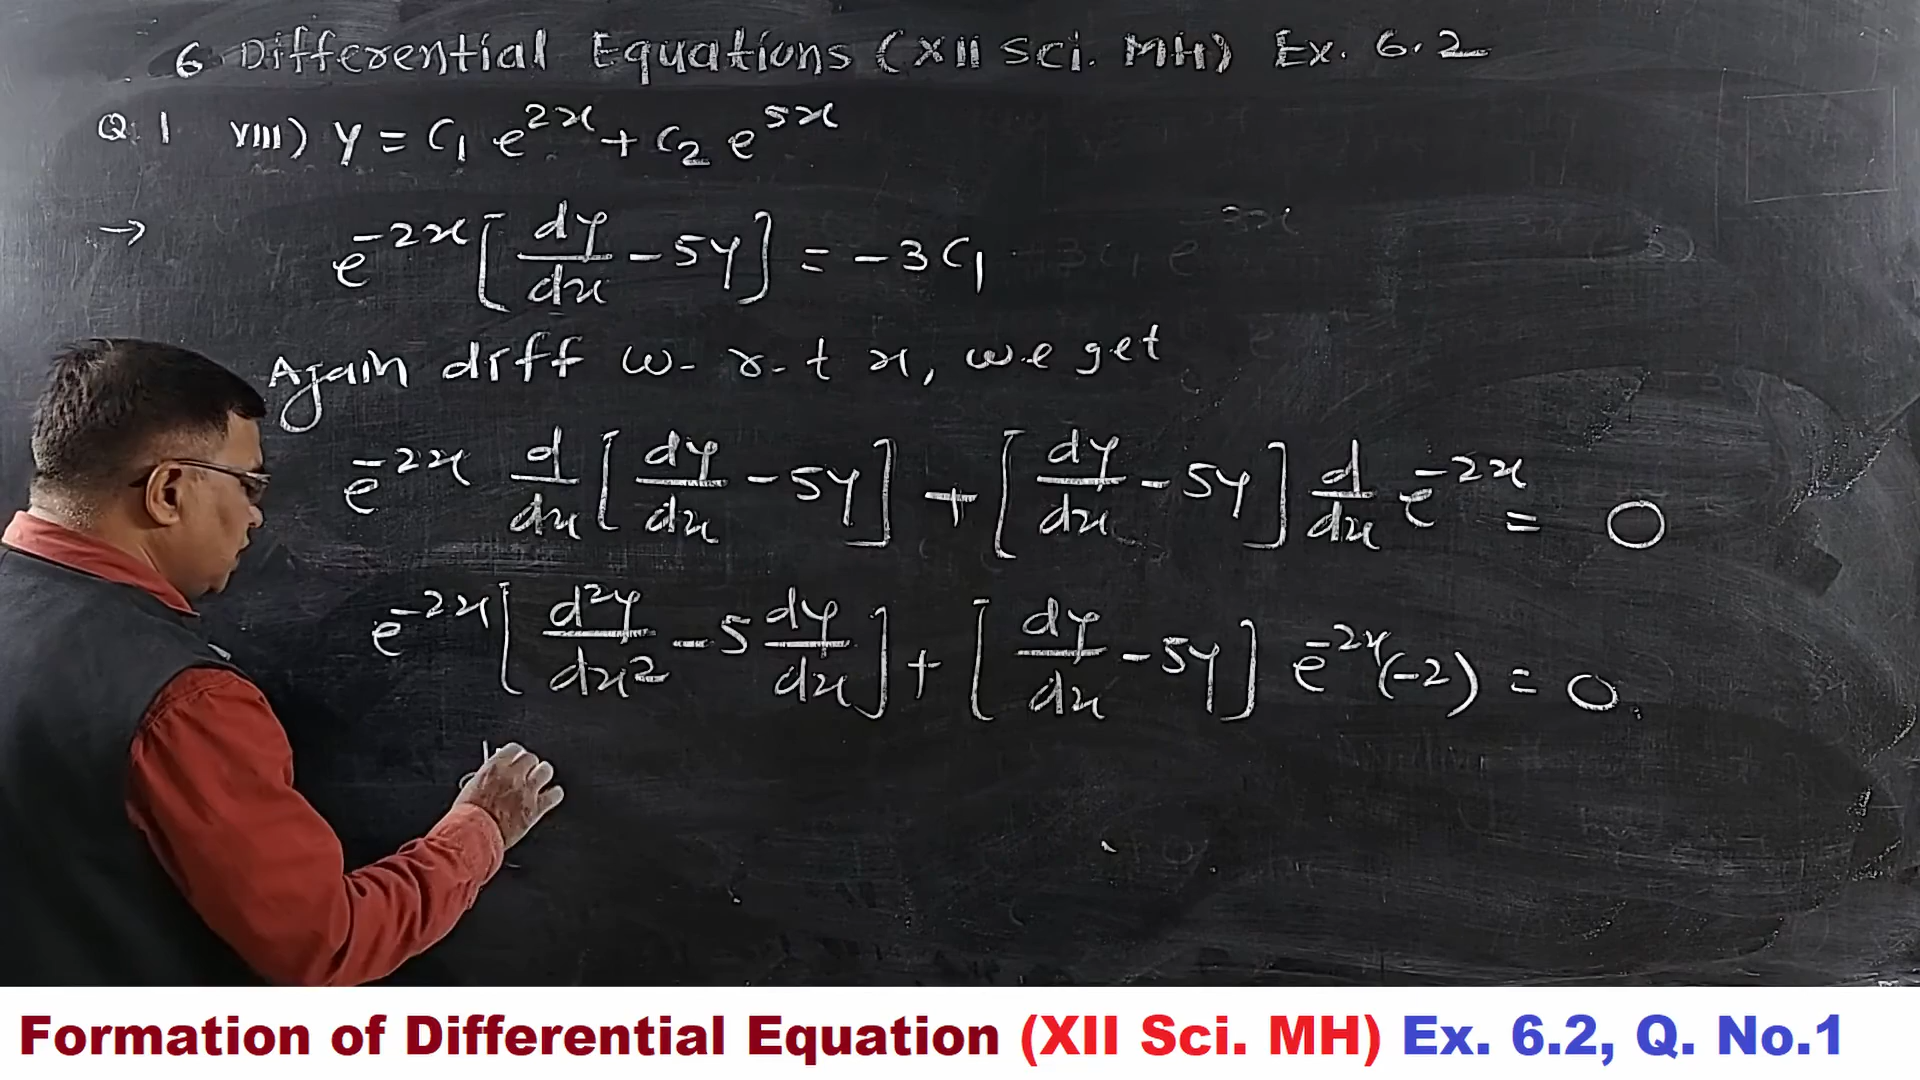 6 Differential Equations (XII Sci. MH) Ex. 6.2
Q. 1 VIII) y = C₁ e^{2x} + C₂ e^{5x}
→ e^{-2x} [dy/dx - 5y] = -3C₁
Again diff w.r.t x, we get
e^{-2x} d/dx [dy/dx - 5y] + [dy/dx - 5y] d/dx e^{-2x} = 0
e^{-2x} [d²y/dx² - 5 dy/dx] + [dy/dx - 5y] e^{-2x}(-2) = 0
Formation of Differential Equation (XII Sci. MH) Ex. 6.2, Q. No.1